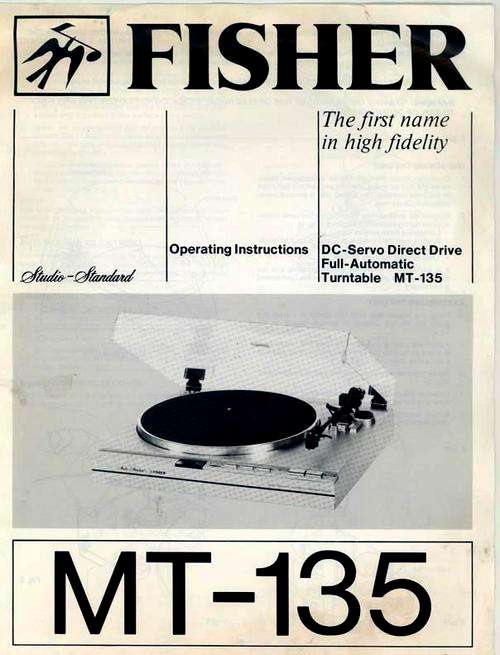 FISHER
The first name
in high fidelity
Studio-Standard
Operating Instructions
DC-Servo Direct Drive
Full-Automatic
Turntable MT-135
MT-135